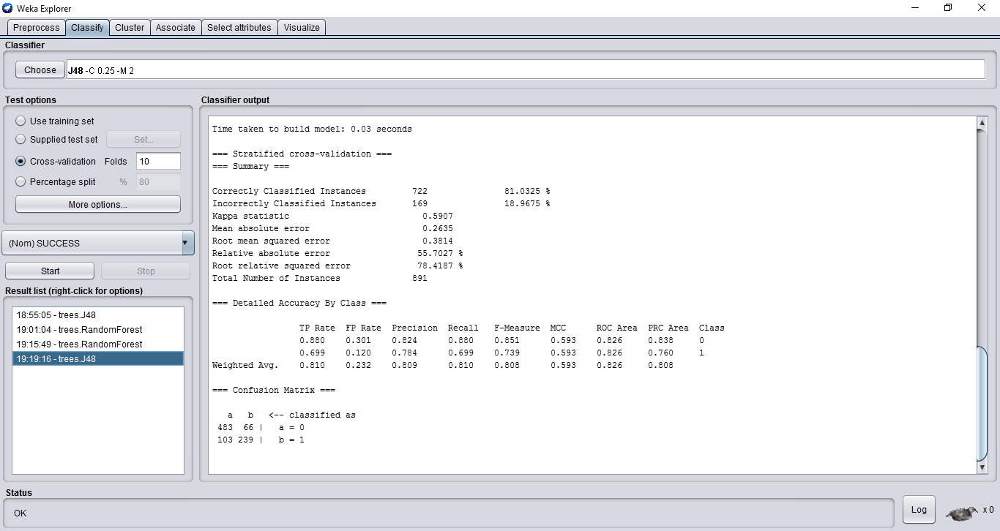 Weka Explorer
Preprocess Classify Cluster Associate Select attributes Visualize
Classifier
Choose J48 -C 0.25 -M 2
Test options
Use training set
Supplied test set Set...
Cross-validation Folds 10
Percentage split % 80
More options...
(Nom) SUCCESS
Start Stop
Result list (right-click for options)
18:55:05 - trees.J48
19:01:04 - trees.RandomForest
19:15:49 - trees.RandomForest
19:19:16 - trees.J48
Classifier output
Time taken to build model: 0.03 seconds
=== Stratified cross-validation ===
=== Summary ===
Correctly Classified Instances 722 81.0325 %
Incorrectly Classified Instances 169 18.9675 %
Kappa statistic 0.5907
Mean absolute error 0.2635
Root mean squared error 0.3814
Relative absolute error 55.7027 %
Root relative squared error 78.4187 %
Total Number of Instances 891
=== Detailed Accuracy By Class ===
TP Rate FP Rate Precision Recall F-Measure MCC ROC Area PRC Area Class
0.880 0.301 0.824 0.880 0.851 0.593 0.826 0.838 0
0.699 0.120 0.784 0.699 0.739 0.593 0.826 0.760 1
Weighted Avg. 0.810 0.232 0.809 0.810 0.808 0.593 0.826 0.808
=== Confusion Matrix ===
a b <-- classified as
483 66 | a = 0
103 239 | b = 1
Status
OK
Log x 0